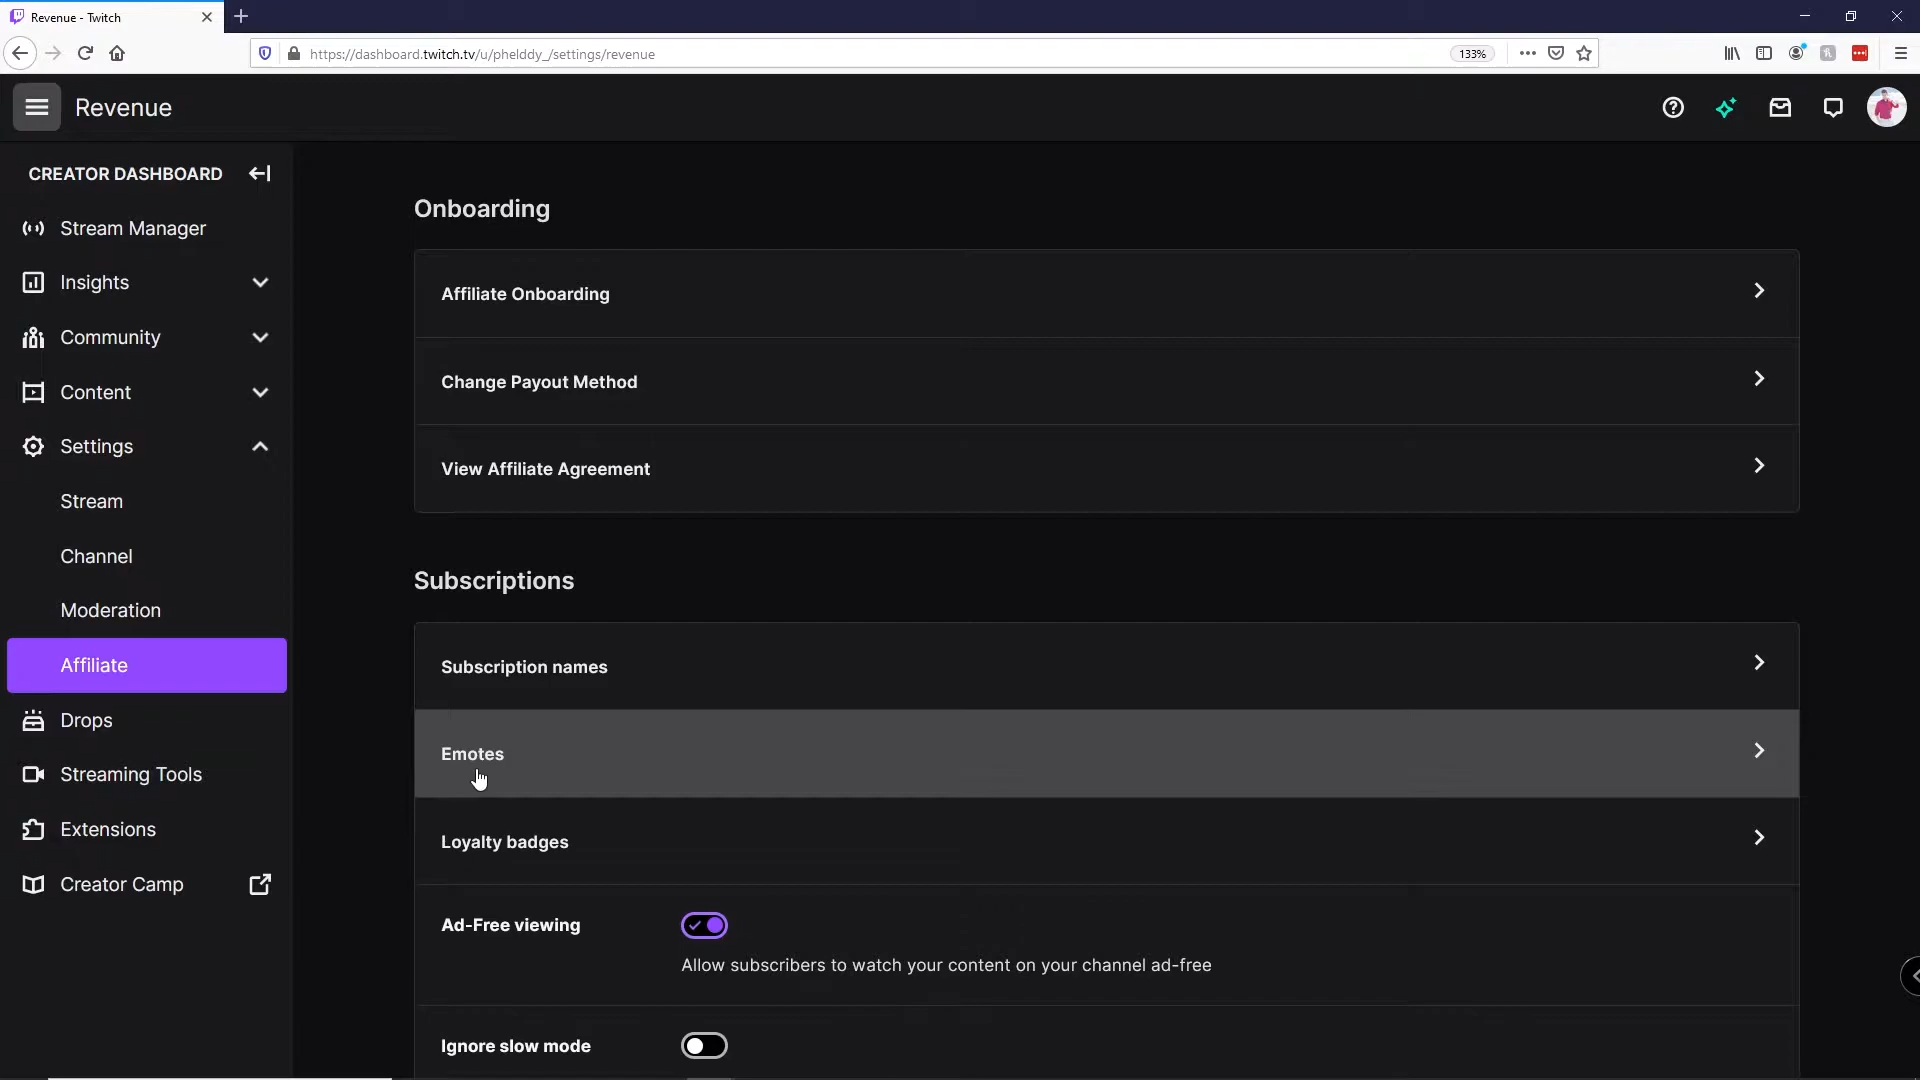 Revenue - Twitch
https://dashboard.twitch.tv/u/phelddy_/settings/revenue
133%
Revenue
CREATOR DASHBOARD
Stream Manager
Insights
Community
Content
Settings
Stream
Channel
Moderation
Affiliate
Drops
Streaming Tools
Extensions
Creator Camp
Onboarding
Affiliate Onboarding
Change Payout Method
View Affiliate Agreement
Subscriptions
Subscription names
Emotes
Loyalty badges
Ad-Free viewing
Allow subscribers to watch your content on your channel ad-free
Ignore slow mode